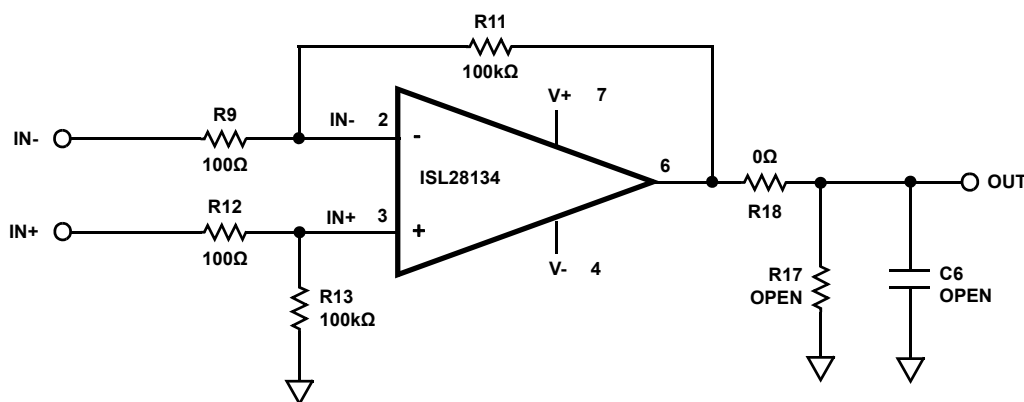 R11
100kΩ
V+ 7
R9
IN- 2
IN-
-
100Ω
6
0Ω
ISL28134
OUT
R12
IN+ 3
R18
IN+
+
100Ω
V- 4
R13
100kΩ
R17
OPEN
C6
OPEN